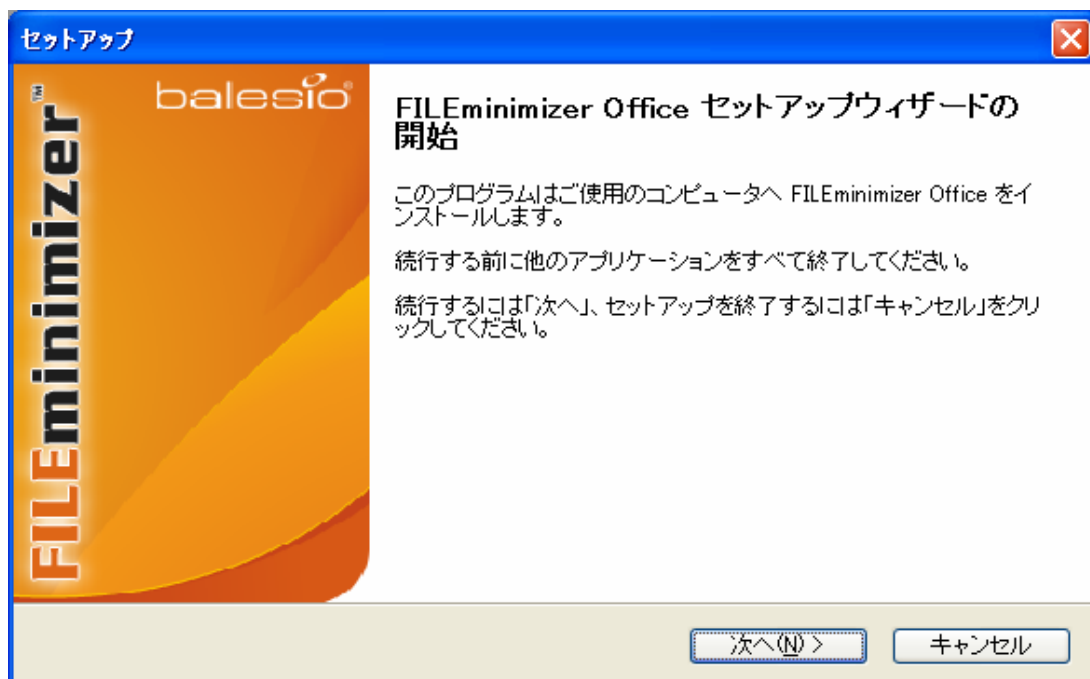 セットアップ
FILEminimizer™
balesio®
FILEminimizer Office セットアップウィザードの
開始
このプログラムはご使用のコンピュータへ FILEminimizer Office をイ
ンストールします。
続行する前に他のアプリケーションをすべて終了してください。
続行するには「次へ」、セットアップを終了するには「キャンセル」をクリ
ックしてください。
次へ(N) >
キャンセル